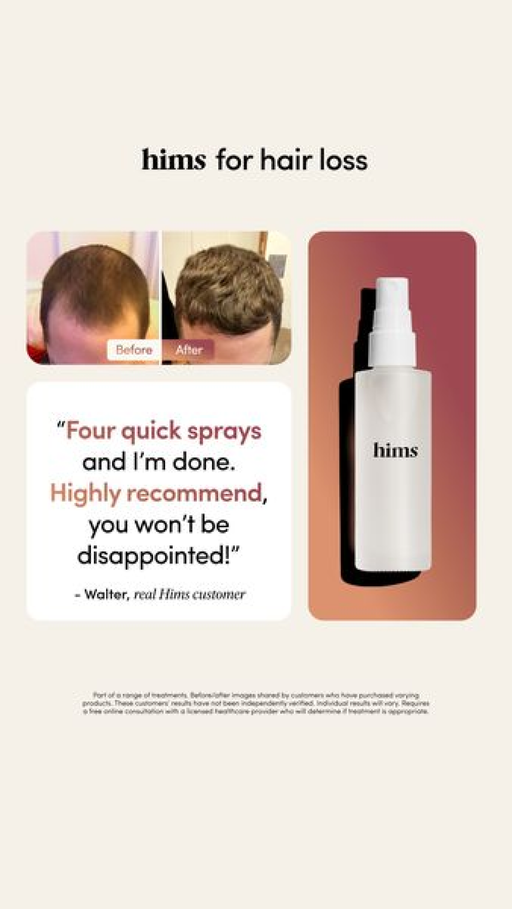 hims for hair loss
Before After
"Four quick sprays
and I'm done.
Highly recommend,
you won't be
disappointed!"
- Walter, real Hims customer
hims
Part of a range of treatments. Before/after images shared by customers who have purchased varying
products. These customers' results have not been independently verified. Individual results will vary. Requires
a free online consultation with a licensed healthcare provider who will determine if treatment is appropriate.